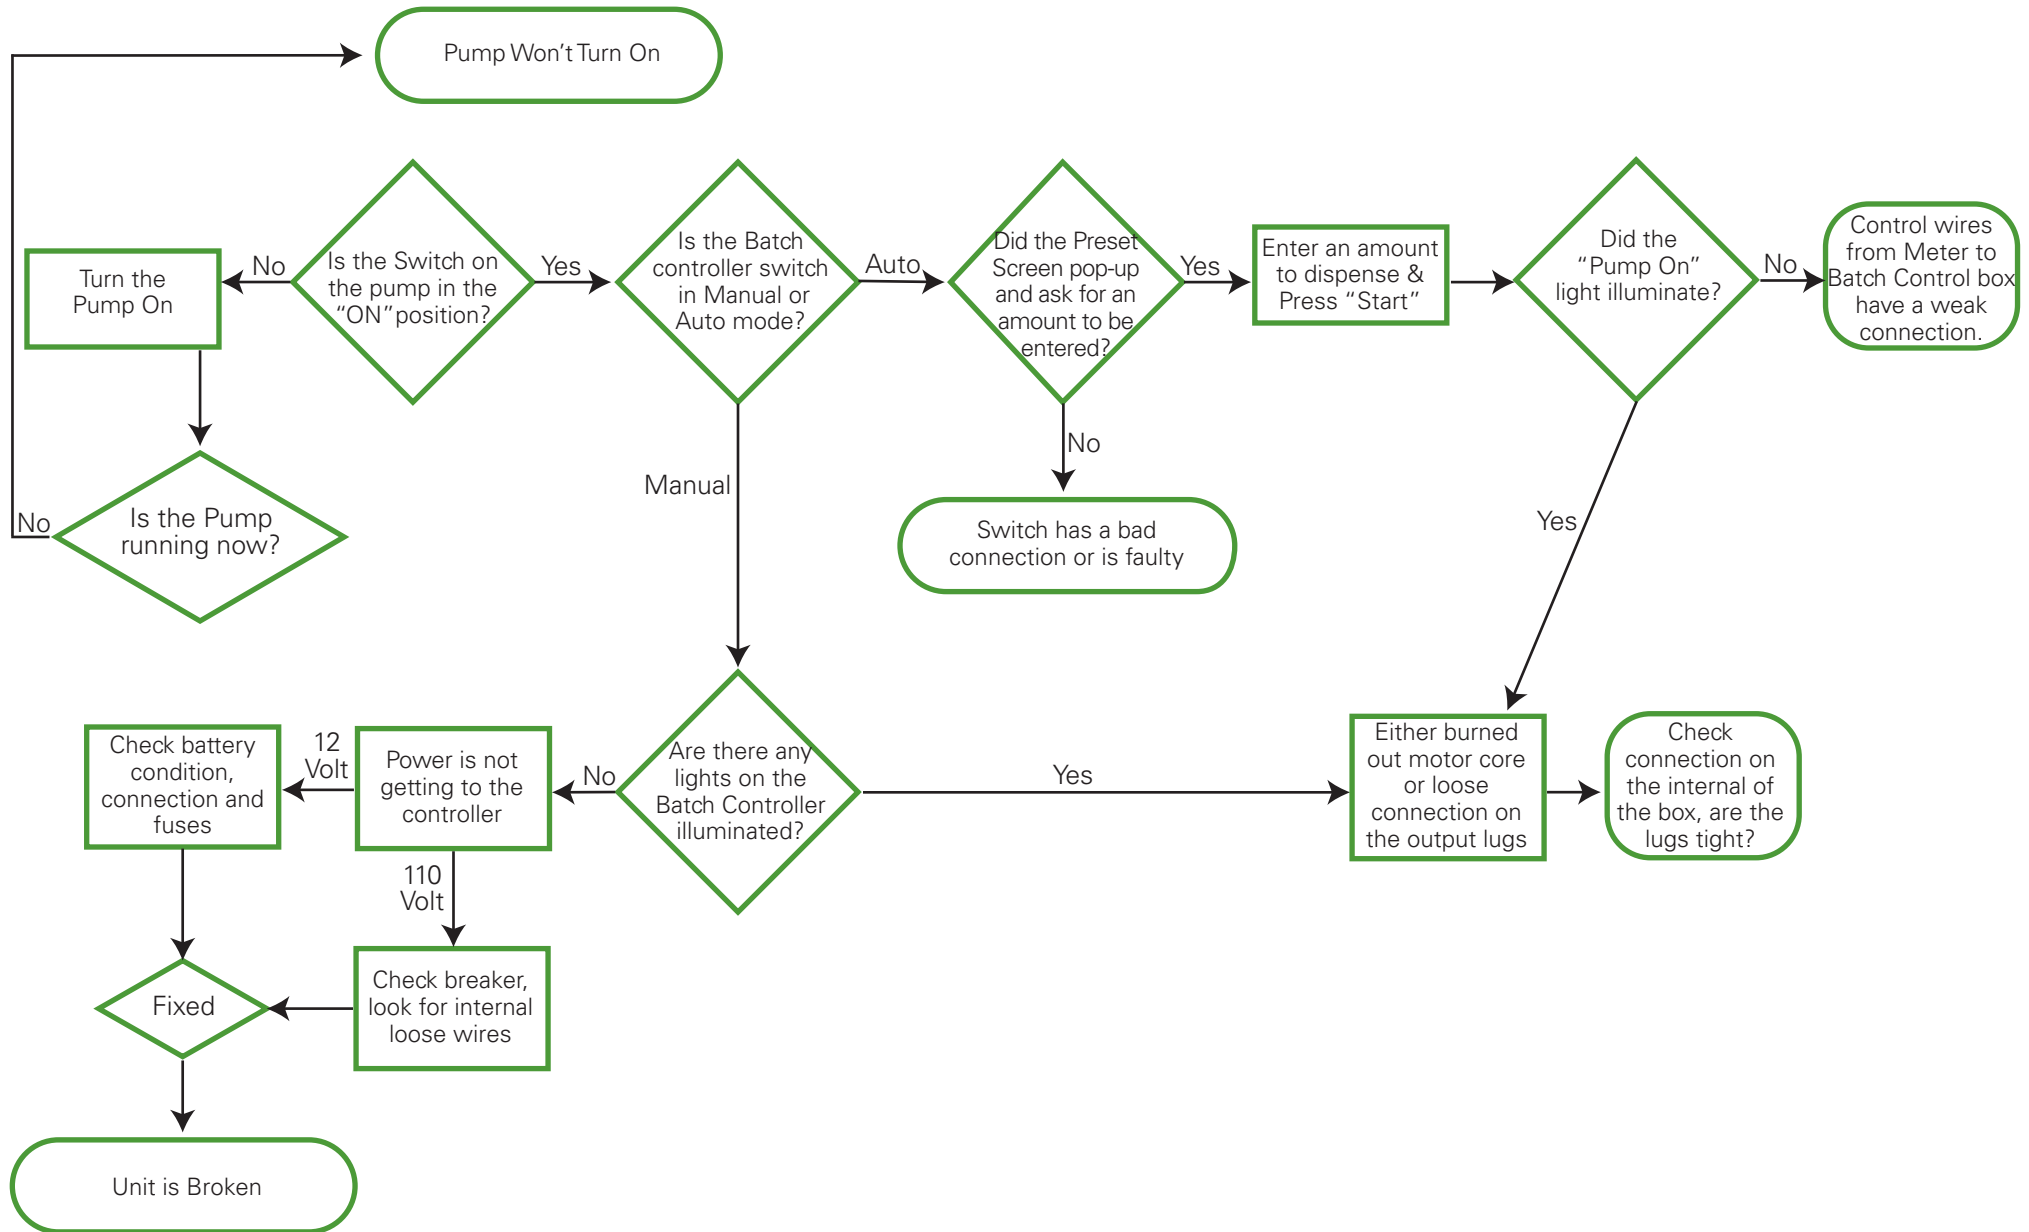 Pump Won't Turn On
Turn the
Pump On
No
Is the Switch on
the pump in the
“ON”position?
Yes
Is the Batch
controller switch
in Manual or
Auto mode?
Auto
Did the Preset
Screen pop-up
and ask for an
amount to be
entered?
Yes
Enter an amount
to dispense &
Press “Start”
Did the
“Pump On”
light illuminate?
No
Control wires
from Meter to
Batch Control box
have a weak
connection.
No
Is the Pump
running now?
Manual
No
Switch has a bad
connection or is faulty
Yes
Check battery
condition,
connection and
fuses
12
Volt
Power is not
getting to the
controller
No
Are there any
lights on the
Batch Controller
illuminated?
Yes
Either burned
out motor core
or loose
connection on
the output lugs
Check
connection on
the internal of
the box, are the
lugs tight?
110
Volt
Fixed
Check breaker,
look for internal
loose wires
Unit is Broken